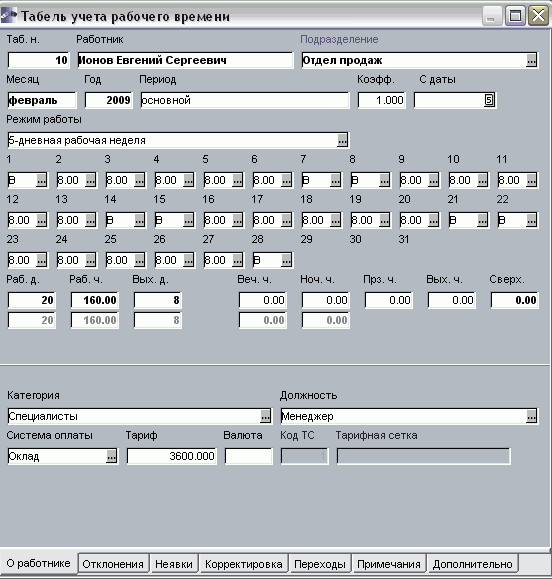 Табель учета рабочего времени
Таб. н. Работник Подразделение
10 Ионов Евгений Сергеевич Отдел продаж ...
Месяц Год Период Коэфф. С даты
февраль 2009 основной 1.000 5
Режим работы
5-дневная рабочая неделя ...
1 2 3 4 5 6 7 8 9 10 11
В ... 8.00 ... 8.00 ... 8.00 ... 8.00 ... 8.00 ... В ... В ... 8.00 ... 8.00 ... 8.00 ...
12 13 14 15 16 17 18 19 20 21 22
8.00 ... 8.00 ... В ... В ... 8.00 ... 8.00 ... 8.00 ... 8.00 ... 8.00 ... В ... В ...
23 24 25 26 27 28 29 30 31
8.00 ... 8.00 ... 8.00 ... 8.00 ... 8.00 ... В ...
Раб. д. Раб. ч. Вых. д. Веч. ч. Ноч. ч. Прз. ч. Вых. ч. Сверх.
20 160.00 8 0.00 0.00 0.00 0.00 0.00
20 160.00 8 0.00 0.00
Категория Должность
Специалисты ... Менеджер ...
Система оплаты Тариф Валюта Код ТС Тарифная сетка
Оклад ... 3600.000 1
О работнике Отклонения Неявки Корректировка Переходы Примечания Дополнительно